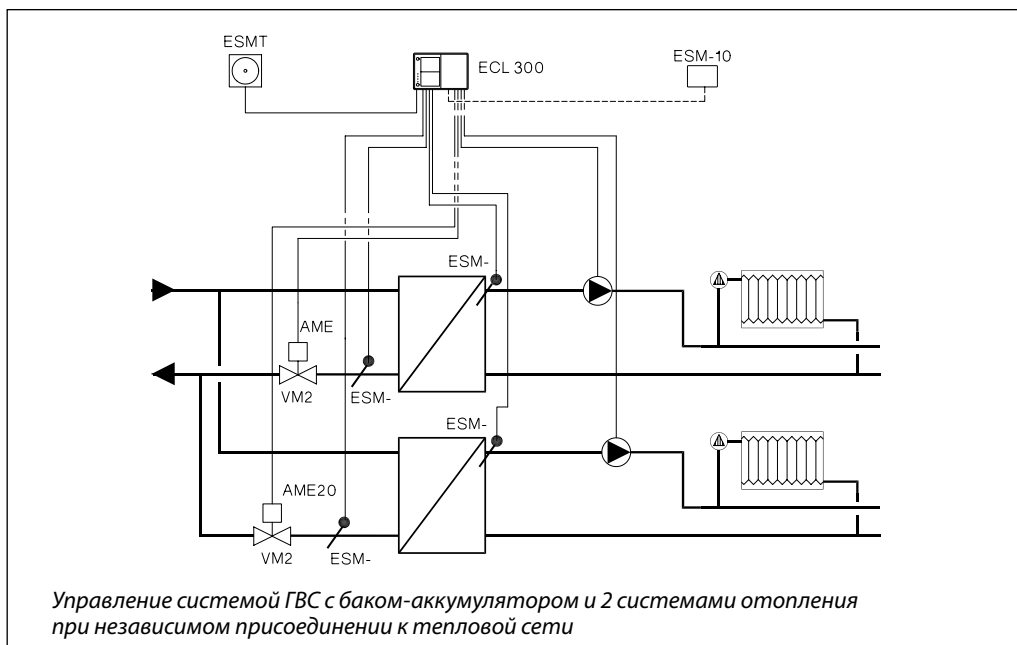 ESMT
ECL 300
ESM-10
ESM-
AME
VM2
ESM-
ESM-
AME20
VM2
ESM-
Управление системой ГВС с баком-аккумулятором и 2 системами отопления
при независимом присоединении к тепловой сети